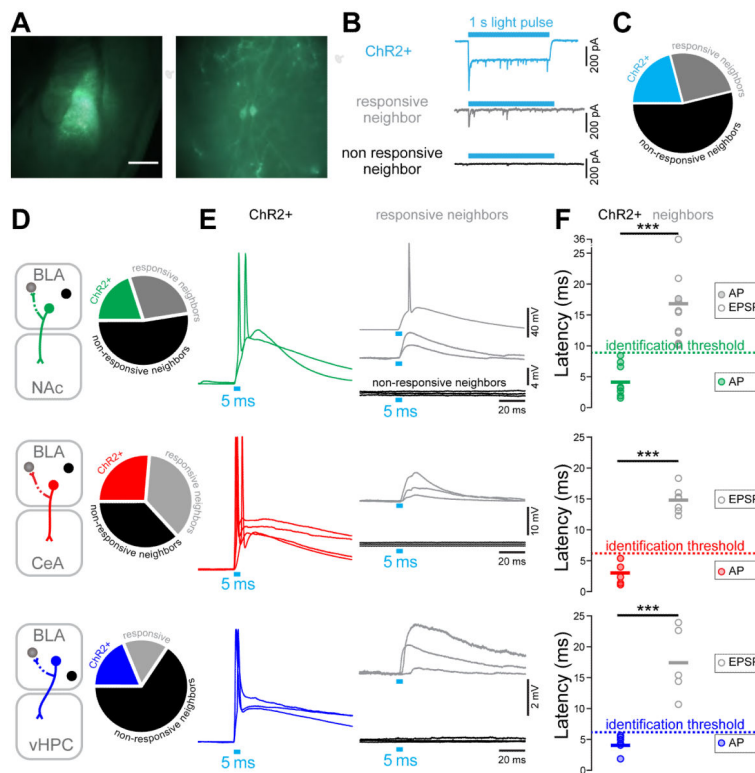 A
B
1 s light pulse
ChR2+
200 pA
responsive
neighbor
200 pA
non responsive
neighbor
200 pA
C
ChR2+
responsive
neighbors
non-responsive neighbors
D
BLA
NAc
ChR2+
responsive
neighbors
non-responsive neighbors
E
ChR2+
responsive neighbors
5 ms
40 mV
4 mV
non-responsive neighbors
5 ms
20 ms
F
ChR2+ neighbors
***
Latency (ms)
36
25
15
10
5
0
AP
EPSP
identification threshold
AP
BLA
CeA
ChR2+
responsive neighbors
non-responsive neighbors
5 ms
10 mV
5 ms
20 ms
***
Latency (ms)
25
20
15
10
5
0
EPSP
identification threshold
AP
BLA
vHPC
ChR2+
responsive
non-responsive
neighbors
5 ms
2 mV
5 ms
20 ms
***
Latency (ms)
25
20
15
10
5
0
EPSP
identification threshold
AP